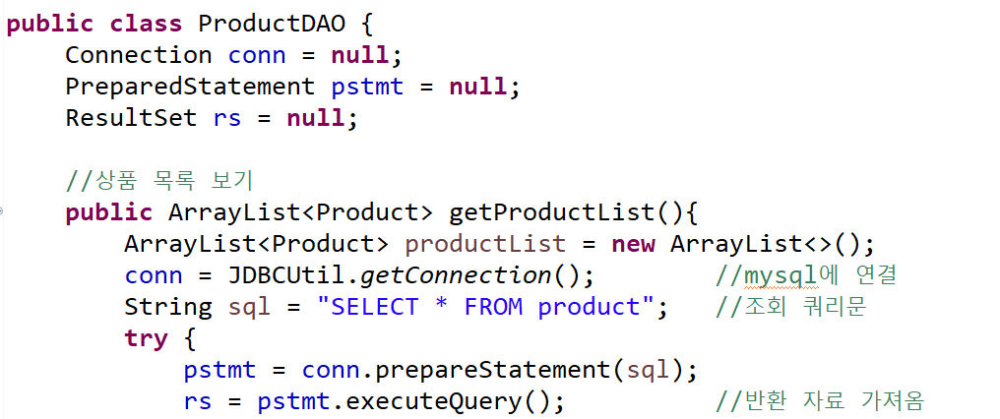 public class ProductDAO {
    Connection conn = null;
    PreparedStatement pstmt = null;
    ResultSet rs = null;
    //상품 목록 보기
    public ArrayList<Product> getProductList(){
        ArrayList<Product> productList = new ArrayList<>();
        conn = JDBCUtil.getConnection();        //mysql에 연결
        String sql = "SELECT * FROM product";   //조회 쿼리문
        try {
            pstmt = conn.prepareStatement(sql);
            rs = pstmt.executeQuery();          //반환 자료 가져옴